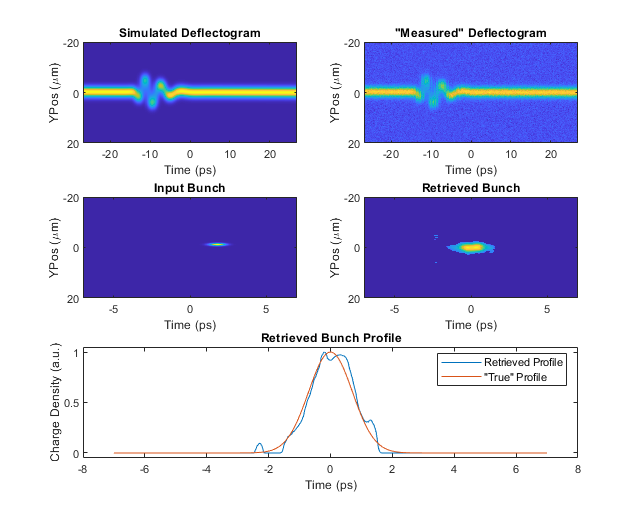 Simulated Deflectogram
"Measured" Deflectogram
-20
0
20
YPos (μm)
-20 -10 0 10 20
Time (ps)
-20
0
20
YPos (μm)
-20 -10 0 10 20
Time (ps)
Input Bunch
Retrieved Bunch
-20
0
20
YPos (μm)
-5 0 5
Time (ps)
-20
0
20
YPos (μm)
-5 0 5
Time (ps)
Retrieved Bunch Profile
1
0.5
0
Charge Density (a.u.)
Retrieved Profile
"True" Profile
-8 -6 -4 -2 0 2 4 6 8
Time (ps)